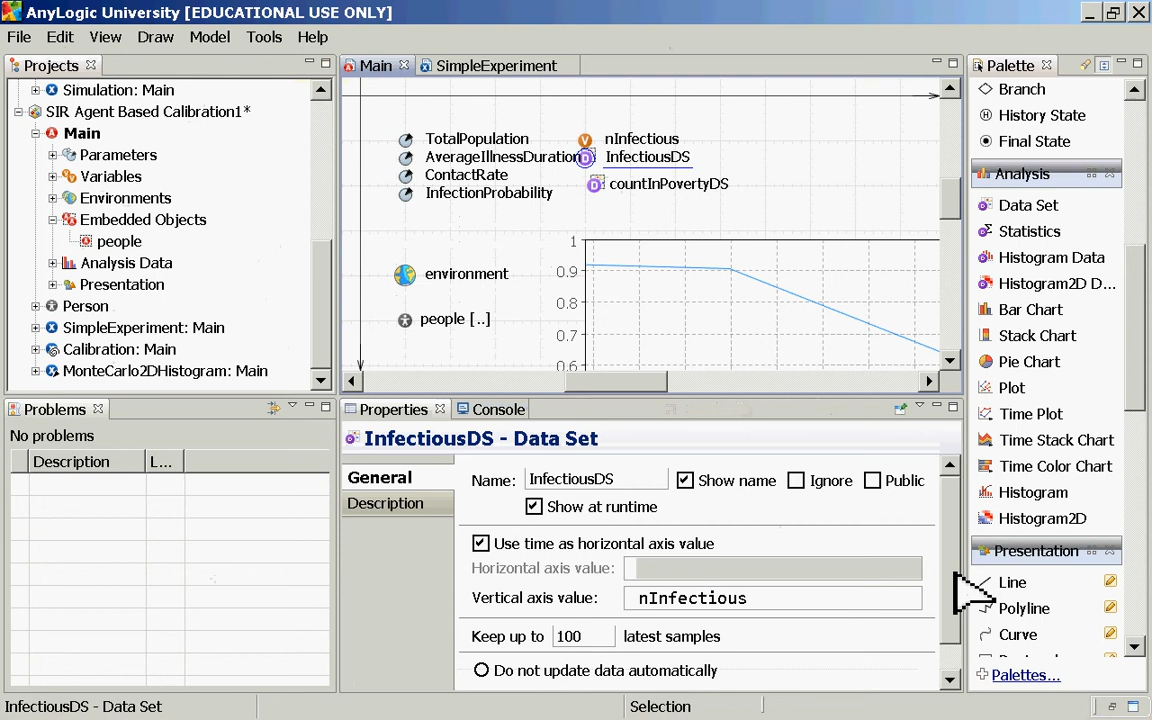 AnyLogic University [EDUCATIONAL USE ONLY]
File Edit View Draw Model Tools Help
Projects
Simulation: Main
SIR Agent Based Calibration1*
Main
Parameters
Variables
Environments
Embedded Objects
people
Analysis Data
Presentation
Person
SimpleExperiment: Main
Calibration: Main
MonteCarlo2DHistogram: Main
Main SimpleExperiment
TotalPopulation
AverageIllnessDuration
ContactRate
InfectionProbability
nInfectious
InfectiousDS
countInPovertyDS
environment
people [..]
1
0.9
0.8
0.7
0.6
Palette
Branch
History State
Final State
Analysis
Data Set
Statistics
Histogram Data
Histogram2D D...
Bar Chart
Stack Chart
Pie Chart
Plot
Time Plot
Time Stack Chart
Time Color Chart
Histogram
Histogram2D
Presentation
Line
Polyline
Curve
Palettes...
Problems
No problems
Description L...
Properties Console
InfectiousDS - Data Set
General
Description
Name: InfectiousDS Show name Ignore Public
Show at runtime
Use time as horizontal axis value
Horizontal axis value:
Vertical axis value: nInfectious
Keep up to 100 latest samples
Do not update data automatically
InfectiousDS - Data Set Selection